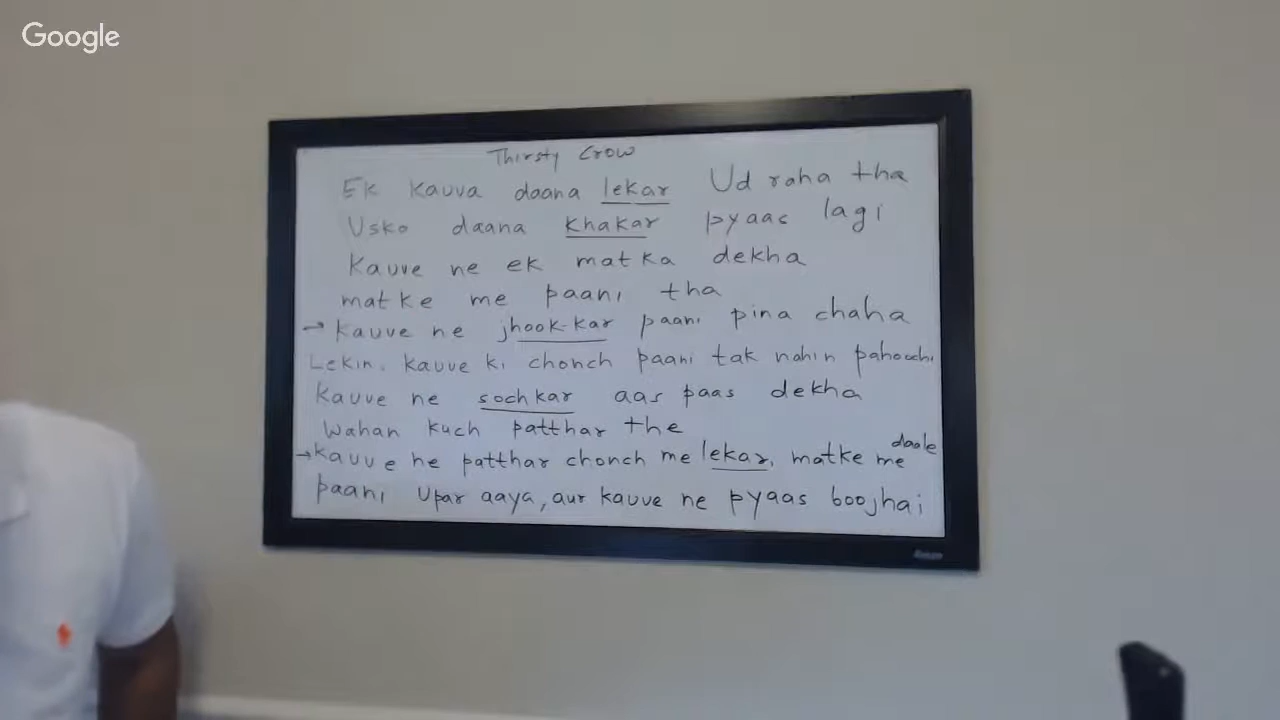 Google
Thirsty Crow
Ek kauva daana lekar Ud raha tha
Usko daana khakar pyaas lagi
Kauve ne ek matka dekha
matke me paani tha
→ kauve ne jhook-kar paani pina chaha
Lekin. kauve ki chonch paani tak nahin pahochi
kauve ne sochkar aas paas dekha
Wahan kuch patthar the
→ kauve ne patthar chonch me lekar, matke me daale
paani upar aaya, aur kauve ne pyaas boojhai